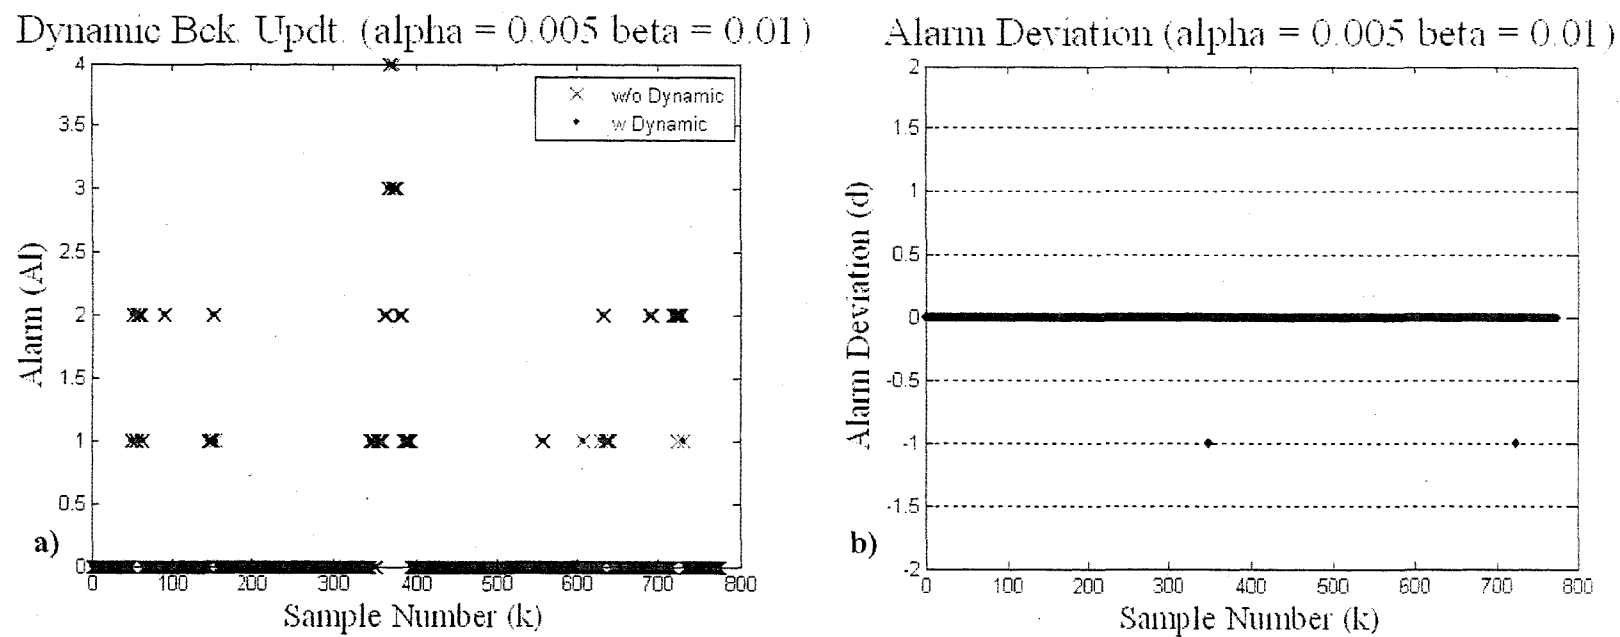 Dynamic Bck. Updt. (alpha = 0.005 beta = 0.01)
4
3.5
3
2.5
2
1.5
1
0.5
0
0 100 200 300 400 500 600 700 800
Alarm (Al)
Sample Number (k)
w/o Dynamic
w Dynamic
a)
Alarm Deviation (alpha = 0.005 beta = 0.01)
2
1.5
1
0.5
0
-0.5
-1
-1.5
-2
0 100 200 300 400 500 600 700 800
Alarm Deviation (d)
Sample Number (k)
b)